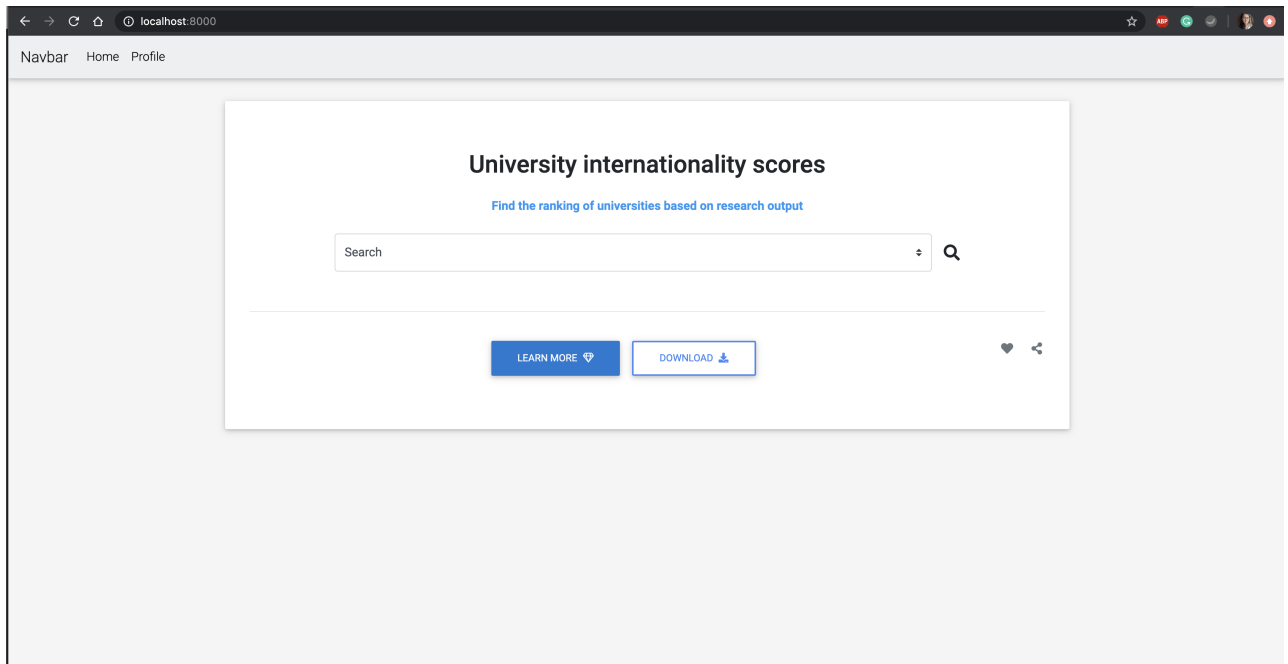 localhost:8000
ABP
Navbar Home Profile
University internationality scores
Find the ranking of universities based on research output
Search
LEARN MORE DOWNLOAD